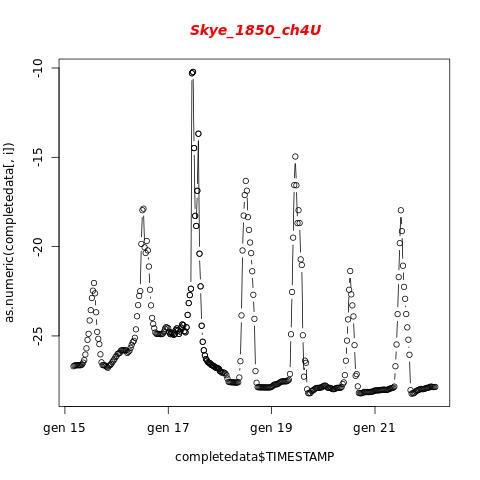 Skye_1850_ch4U
as.numeric(completedata[, i])
-10
-15
-20
-25
gen 15
gen 17
gen 19
gen 21
completedata$TIMESTAMP